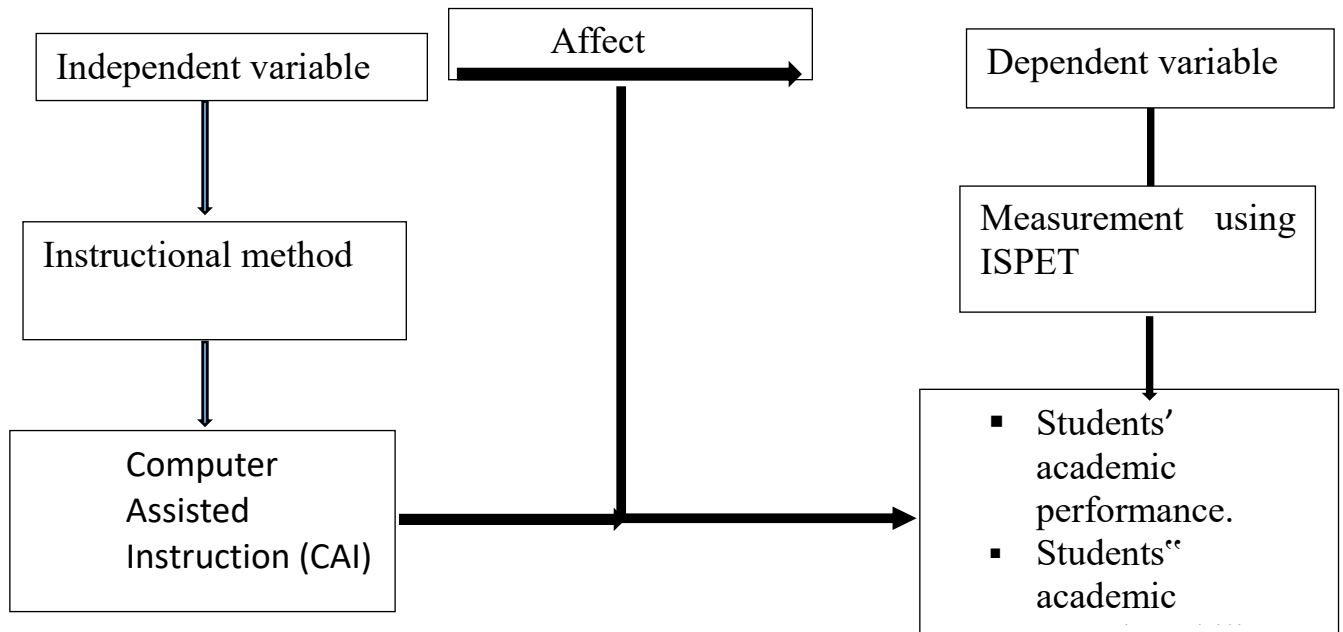 Affect
Independent variable
Dependent variable
Instructional method
Measurement using
ISPET
Computer
Assisted
Instruction (CAI)
▪ Students’
academic
performance.
▪ Students‟
academic